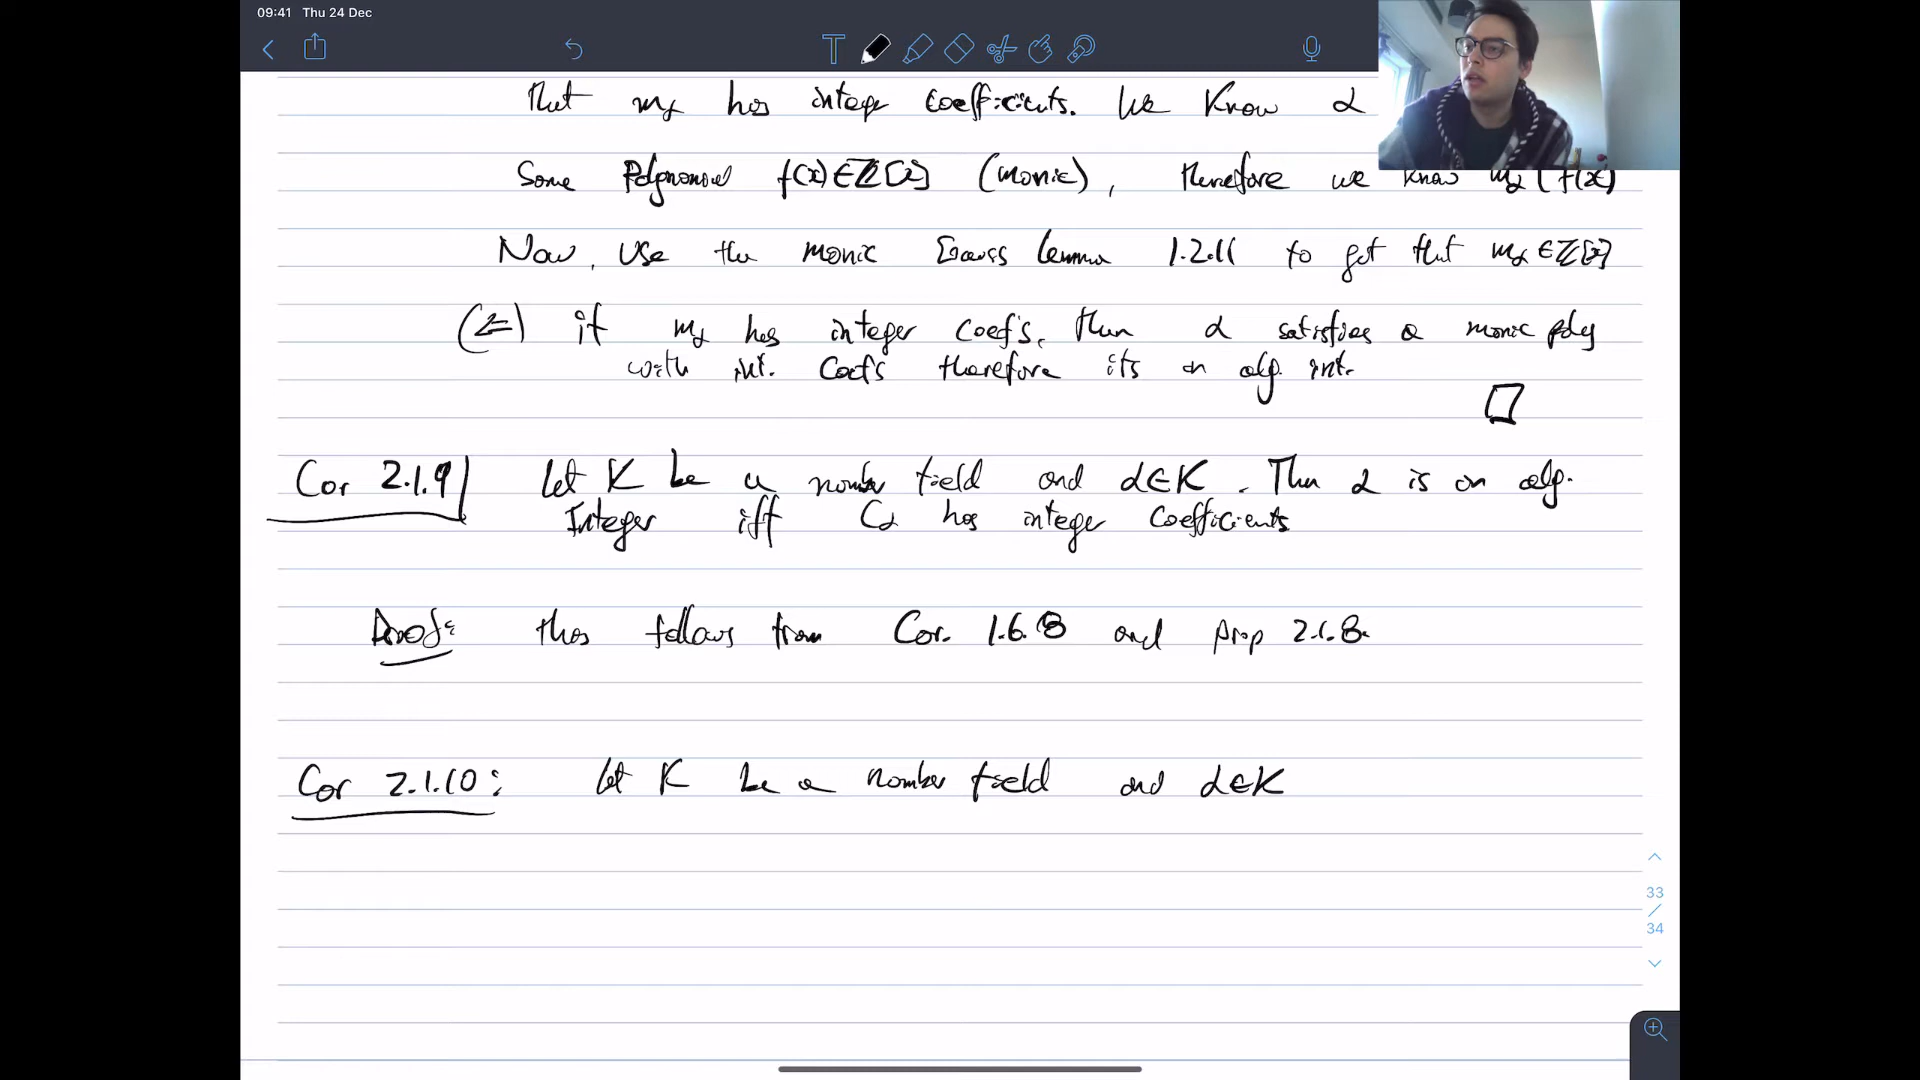 09:41 Thu 24 Dec
that mα has integer coefficients. We know α
Some Polynomial f(x)∈ℤ[x] (monic), therefore we know mα | f(x)
Now, use the monic Gauss lemma 1.2.11 to get that mα∈ℤ[x]
(⇐) if mα has integer coefs, then α satisfies a monic poly
with int. coefs therefore its an alg. int.
Cor 2.1.9 Let K be a number field and α∈K. Then α is an alg.
Integer iff Cα has integer coefficients
Proof: this follows from Cor. 1.6.8 and prop 2.1.8.
Cor 2.1.10: let K be a number field and α∈K
33
/
34